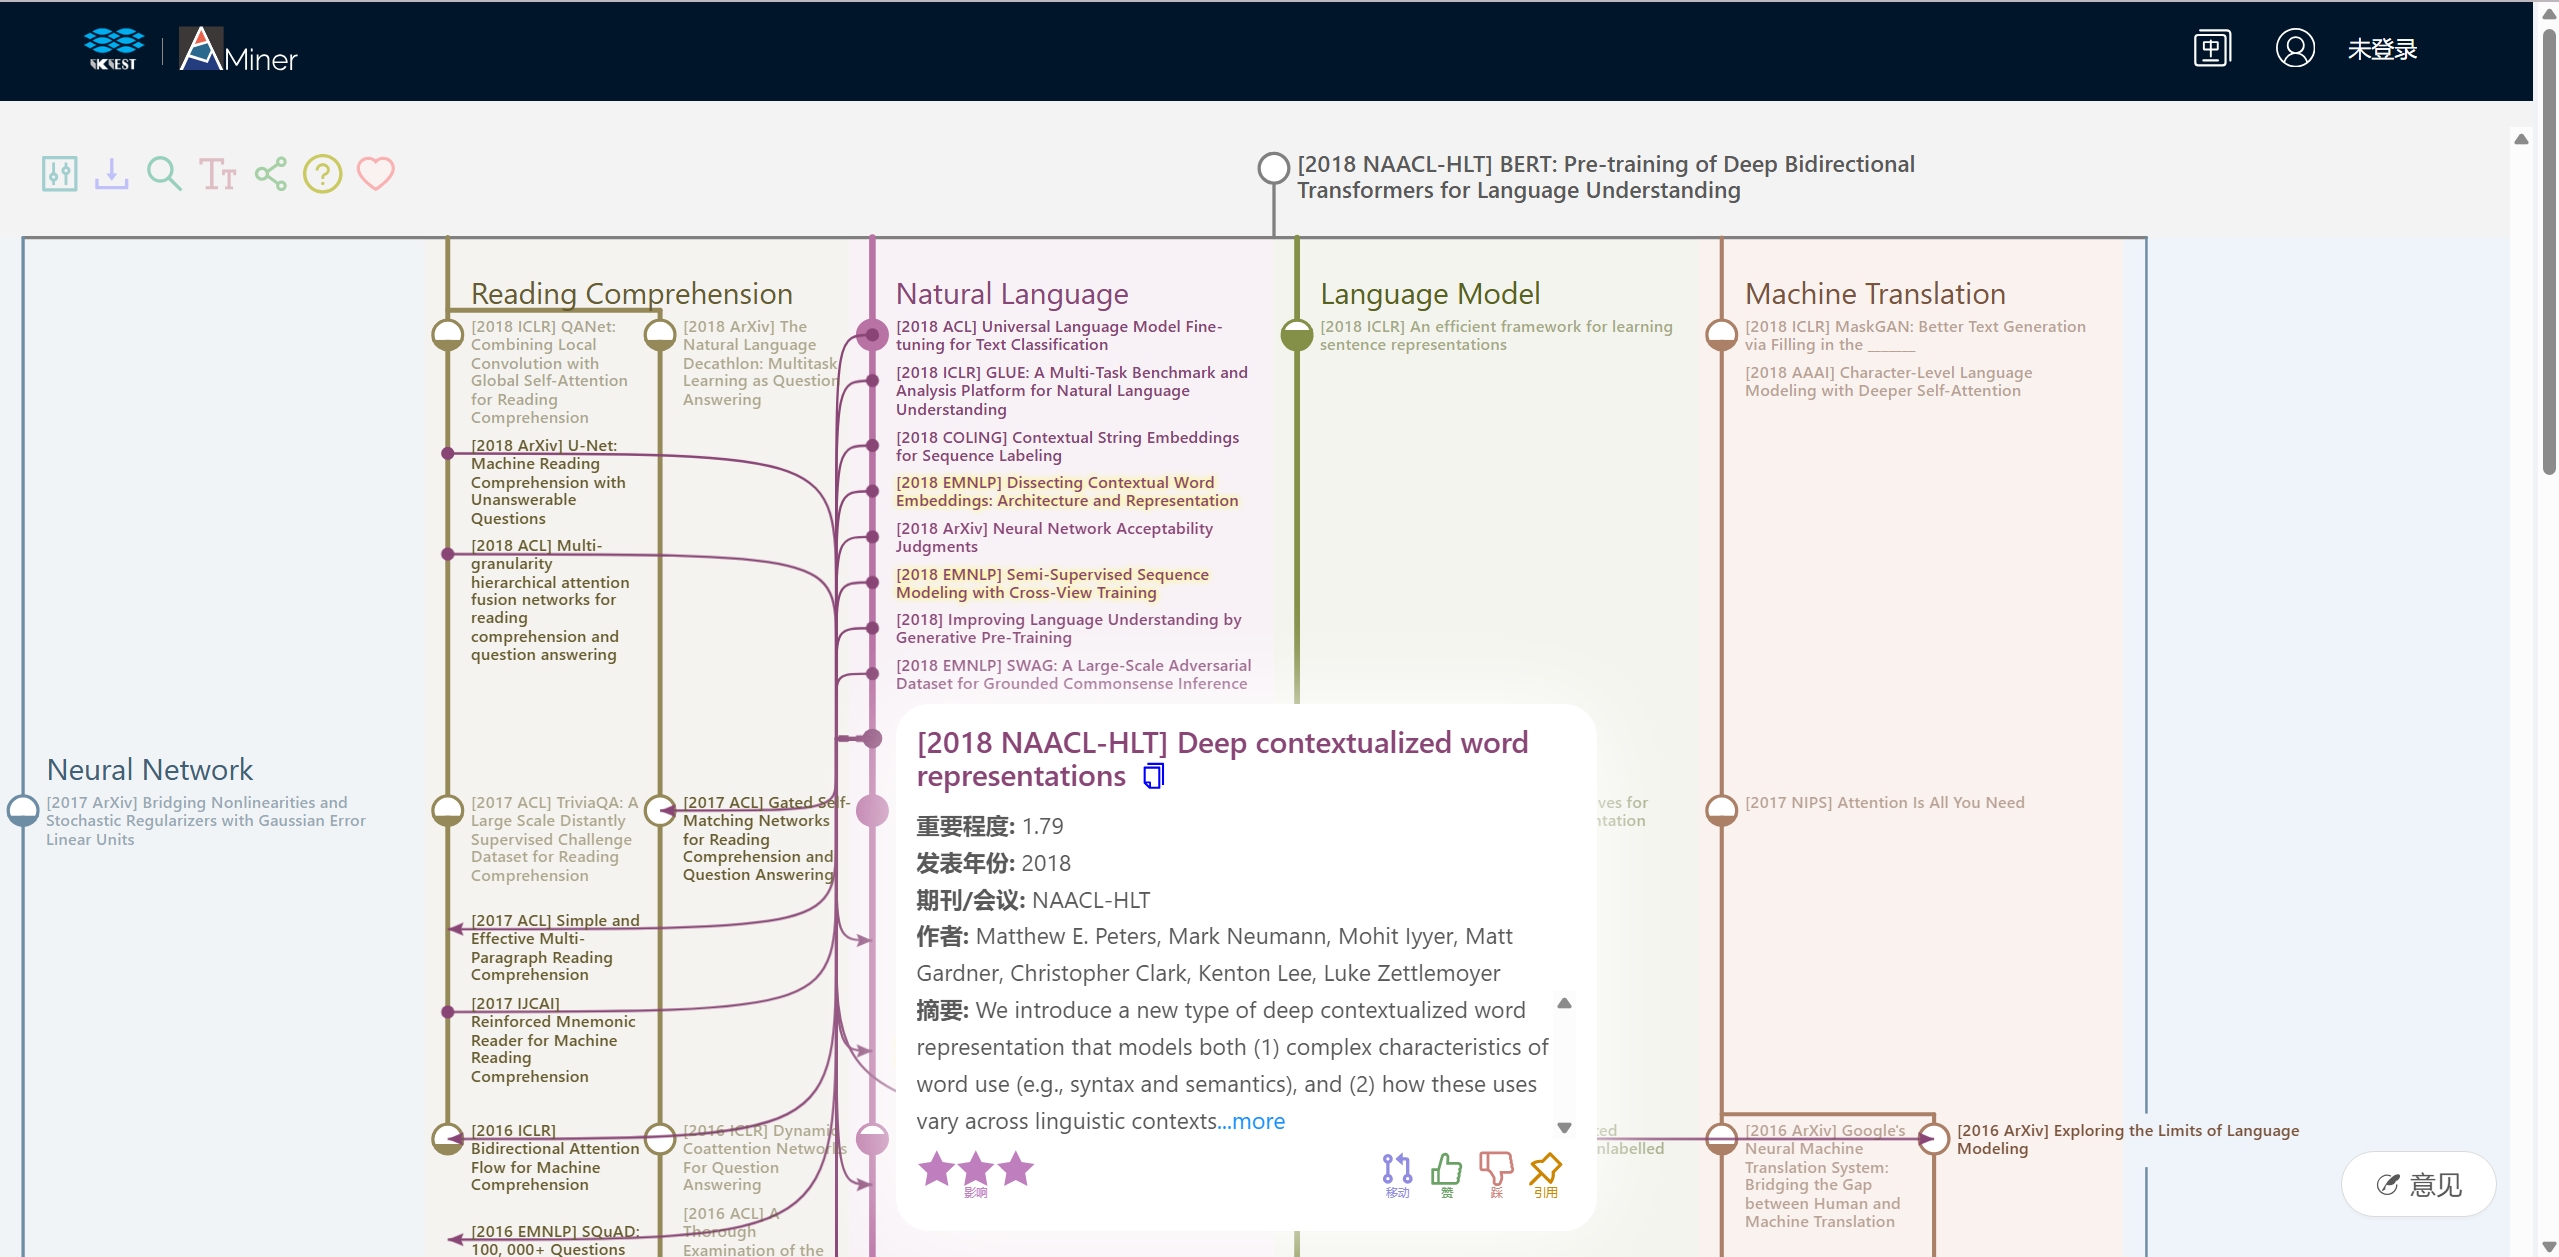 IKCEST
AMiner
未登录
[2018 NAACL-HLT] BERT: Pre-training of Deep Bidirectional
Transformers for Language Understanding
Neural Network
[2017 ArXiv] Bridging Nonlinearities and
Stochastic Regularizers with Gaussian Error
Linear Units
Reading Comprehension
[2018 ICLR] QANet:
Combining Local
Convolution with
Global Self-Attention
for Reading
Comprehension
[2018 ArXiv] U-Net:
Machine Reading
Comprehension with
Unanswerable
Questions
[2018 ACL] Multi-
granularity
hierarchical attention
fusion networks for
reading
comprehension and
question answering
[2017 ACL] TriviaQA: A
Large Scale Distantly
Supervised Challenge
Dataset for Reading
Comprehension
[2017 ACL] Simple and
Effective Multi-
Paragraph Reading
Comprehension
[2017 IJCAI]
Reinforced Mnemonic
Reader for Machine
Reading
Comprehension
[2016 ICLR]
Bidirectional Attention
Flow for Machine
Comprehension
[2016 EMNLP] SQuAD:
100, 000+ Questions
[2018 ArXiv] The
Natural Language
Decathlon: Multitask
Learning as Question
Answering
[2017 ACL] Gated Self-
Matching Networks
for Reading
Comprehension and
Question Answering
[2016 ICLR] Dynamic
Coattention Networks
For Question
Answering
[2016 ACL] A
Thorough
Examination of the
Natural Language
[2018 ACL] Universal Language Model Fine-
tuning for Text Classification
[2018 ICLR] GLUE: A Multi-Task Benchmark and
Analysis Platform for Natural Language
Understanding
[2018 COLING] Contextual String Embeddings
for Sequence Labeling
[2018 EMNLP] Dissecting Contextual Word
Embeddings: Architecture and Representation
[2018 ArXiv] Neural Network Acceptability
Judgments
[2018 EMNLP] Semi-Supervised Sequence
Modeling with Cross-View Training
[2018] Improving Language Understanding by
Generative Pre-Training
[2018 EMNLP] SWAG: A Large-Scale Adversarial
Dataset for Grounded Commonsense Inference
[2018 NAACL-HLT] Deep contextualized word
representations
重要程度: 1.79
发表年份: 2018
期刊/会议: NAACL-HLT
作者: Matthew E. Peters, Mark Neumann, Mohit Iyyer, Matt
Gardner, Christopher Clark, Kenton Lee, Luke Zettlemoyer
摘要: We introduce a new type of deep contextualized word
representation that models both (1) complex characteristics of
word use (e.g., syntax and semantics), and (2) how these uses
vary across linguistic contexts...more
影响
移动
赞
踩
引用
Language Model
[2018 ICLR] An efficient framework for learning
sentence representations
ves for
ntation
ed
nlabelled
Machine Translation
[2018 ICLR] MaskGAN: Better Text Generation
via Filling in the ______
[2018 AAAI] Character-Level Language
Modeling with Deeper Self-Attention
[2017 NIPS] Attention Is All You Need
[2016 ArXiv] Google's
Neural Machine
Translation System:
Bridging the Gap
between Human and
Machine Translation
[2016 ArXiv] Exploring the Limits of Language
Modeling
意见